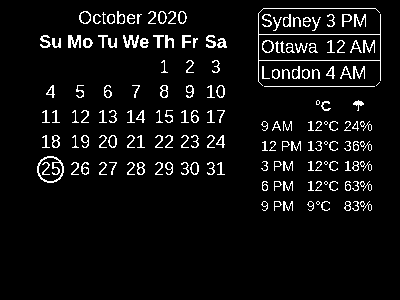 October 2020
Su Mo Tu We Th Fr Sa
1 2 3
4 5 6 7 8 9 10
11 12 13 14 15 16 17
18 19 20 21 22 23 24
25 26 27 28 29 30 31
Sydney 3 PM
Ottawa 12 AM
London 4 AM
°C
9 AM 12°C 24%
12 PM 13°C 36%
3 PM 12°C 18%
6 PM 12°C 63%
9 PM 9°C 83%